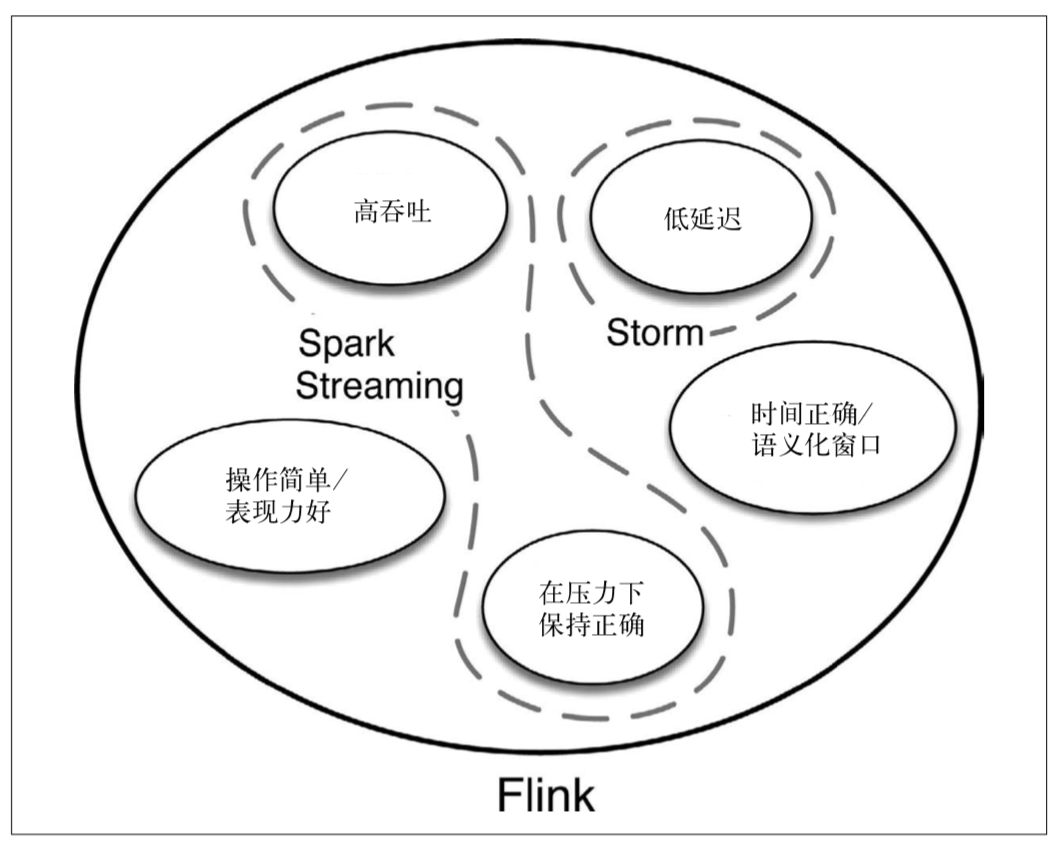 高吞吐
低延迟
Spark
Streaming
Storm
时间正确/
语义化窗口
操作简单/
表现力好
在压力下
保持正确
Flink